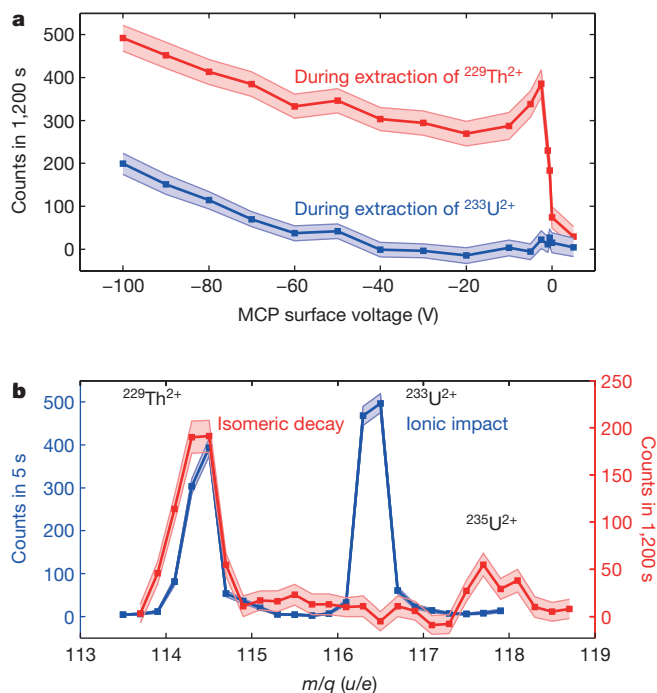 a
500
400
300
200
100
0
Counts in 1,200 s
During extraction of ²²⁹Th²⁺
During extraction of ²³³U²⁺
−100 −80 −60 −40 −20 0
MCP surface voltage (V)
b
500
400
300
200
100
0
Counts in 5 s
²²⁹Th²⁺ ²³³U²⁺
Isomeric decay Ionic impact
²³⁵U²⁺
250
200
150
100
50
0
Counts in 1,200 s
113 114 115 116 117 118 119
m/q (u/e)